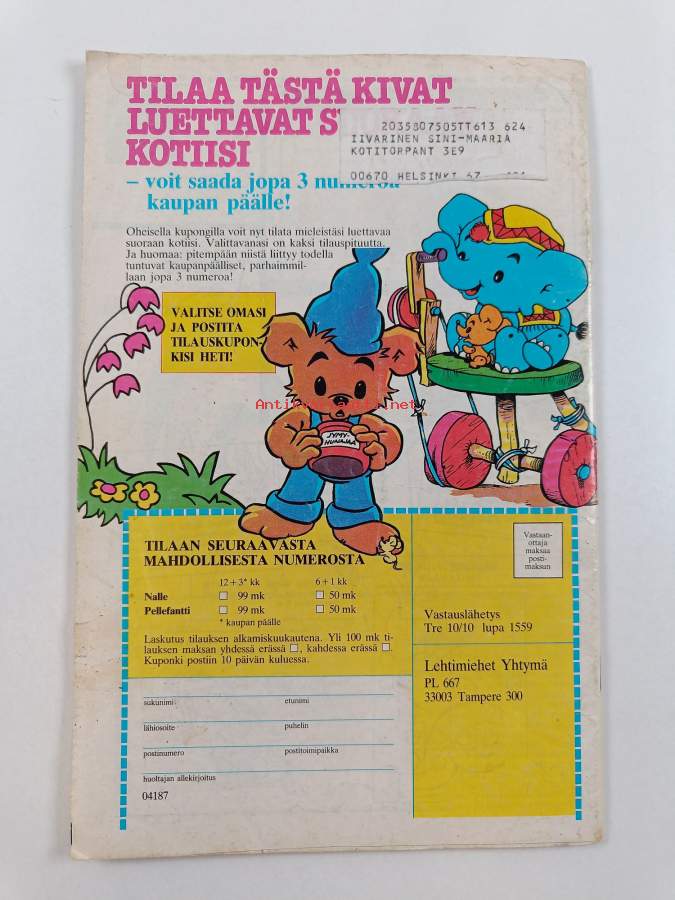 TILAA TÄSTÄ KIVAT
LUETTAVAT
KOTIISI
2035807505TT613 624
IIVARINEN SINI-MAARIA
KOTITORPANT 3E9
00670 HELSINKI 67
– voit saada jopa 3 numeroa
kaupan päälle!
Oheisella kupongilla voit nyt tilata mieleistäsi luettavaa
suoraan kotiisi. Valittavanasi on kaksi tilauspituutta.
Ja huomaa: pitempään niistä liittyy todella
tuntuvat kaupanpäälliset, parhaimmil-
laan jopa 3 numeroa!
VALITSE OMASI
JA POSTITA
TILAUSKUPON-
KISI HETI!
Antikvariaatti.net
JYMY-
HUNAJAA
TILAAN SEURAAVASTA
MAHDOLLISESTA NUMEROSTA
12 + 3* kk 6 + 1 kk
Nalle 99 mk 50 mk
Pellefantti 99 mk 50 mk
* kaupan päälle
Laskutus tilauksen alkamiskuukautena. Yli 100 mk ti-
lauksen maksan yhdessä erässä , kahdessa erässä .
Kuponki postiin 10 päivän kuluessa.
sukunimi etunimi
lähiosoite puhelin
postinumero postitoimipaikka
huoltajan allekirjoitus
04187
Vastaan-
ottaja
maksaa
posti-
maksun
Vastauslähetys
Tre 10/10 lupa 1559
Lehtimiehet Yhtymä
PL 667
33003 Tampere 300